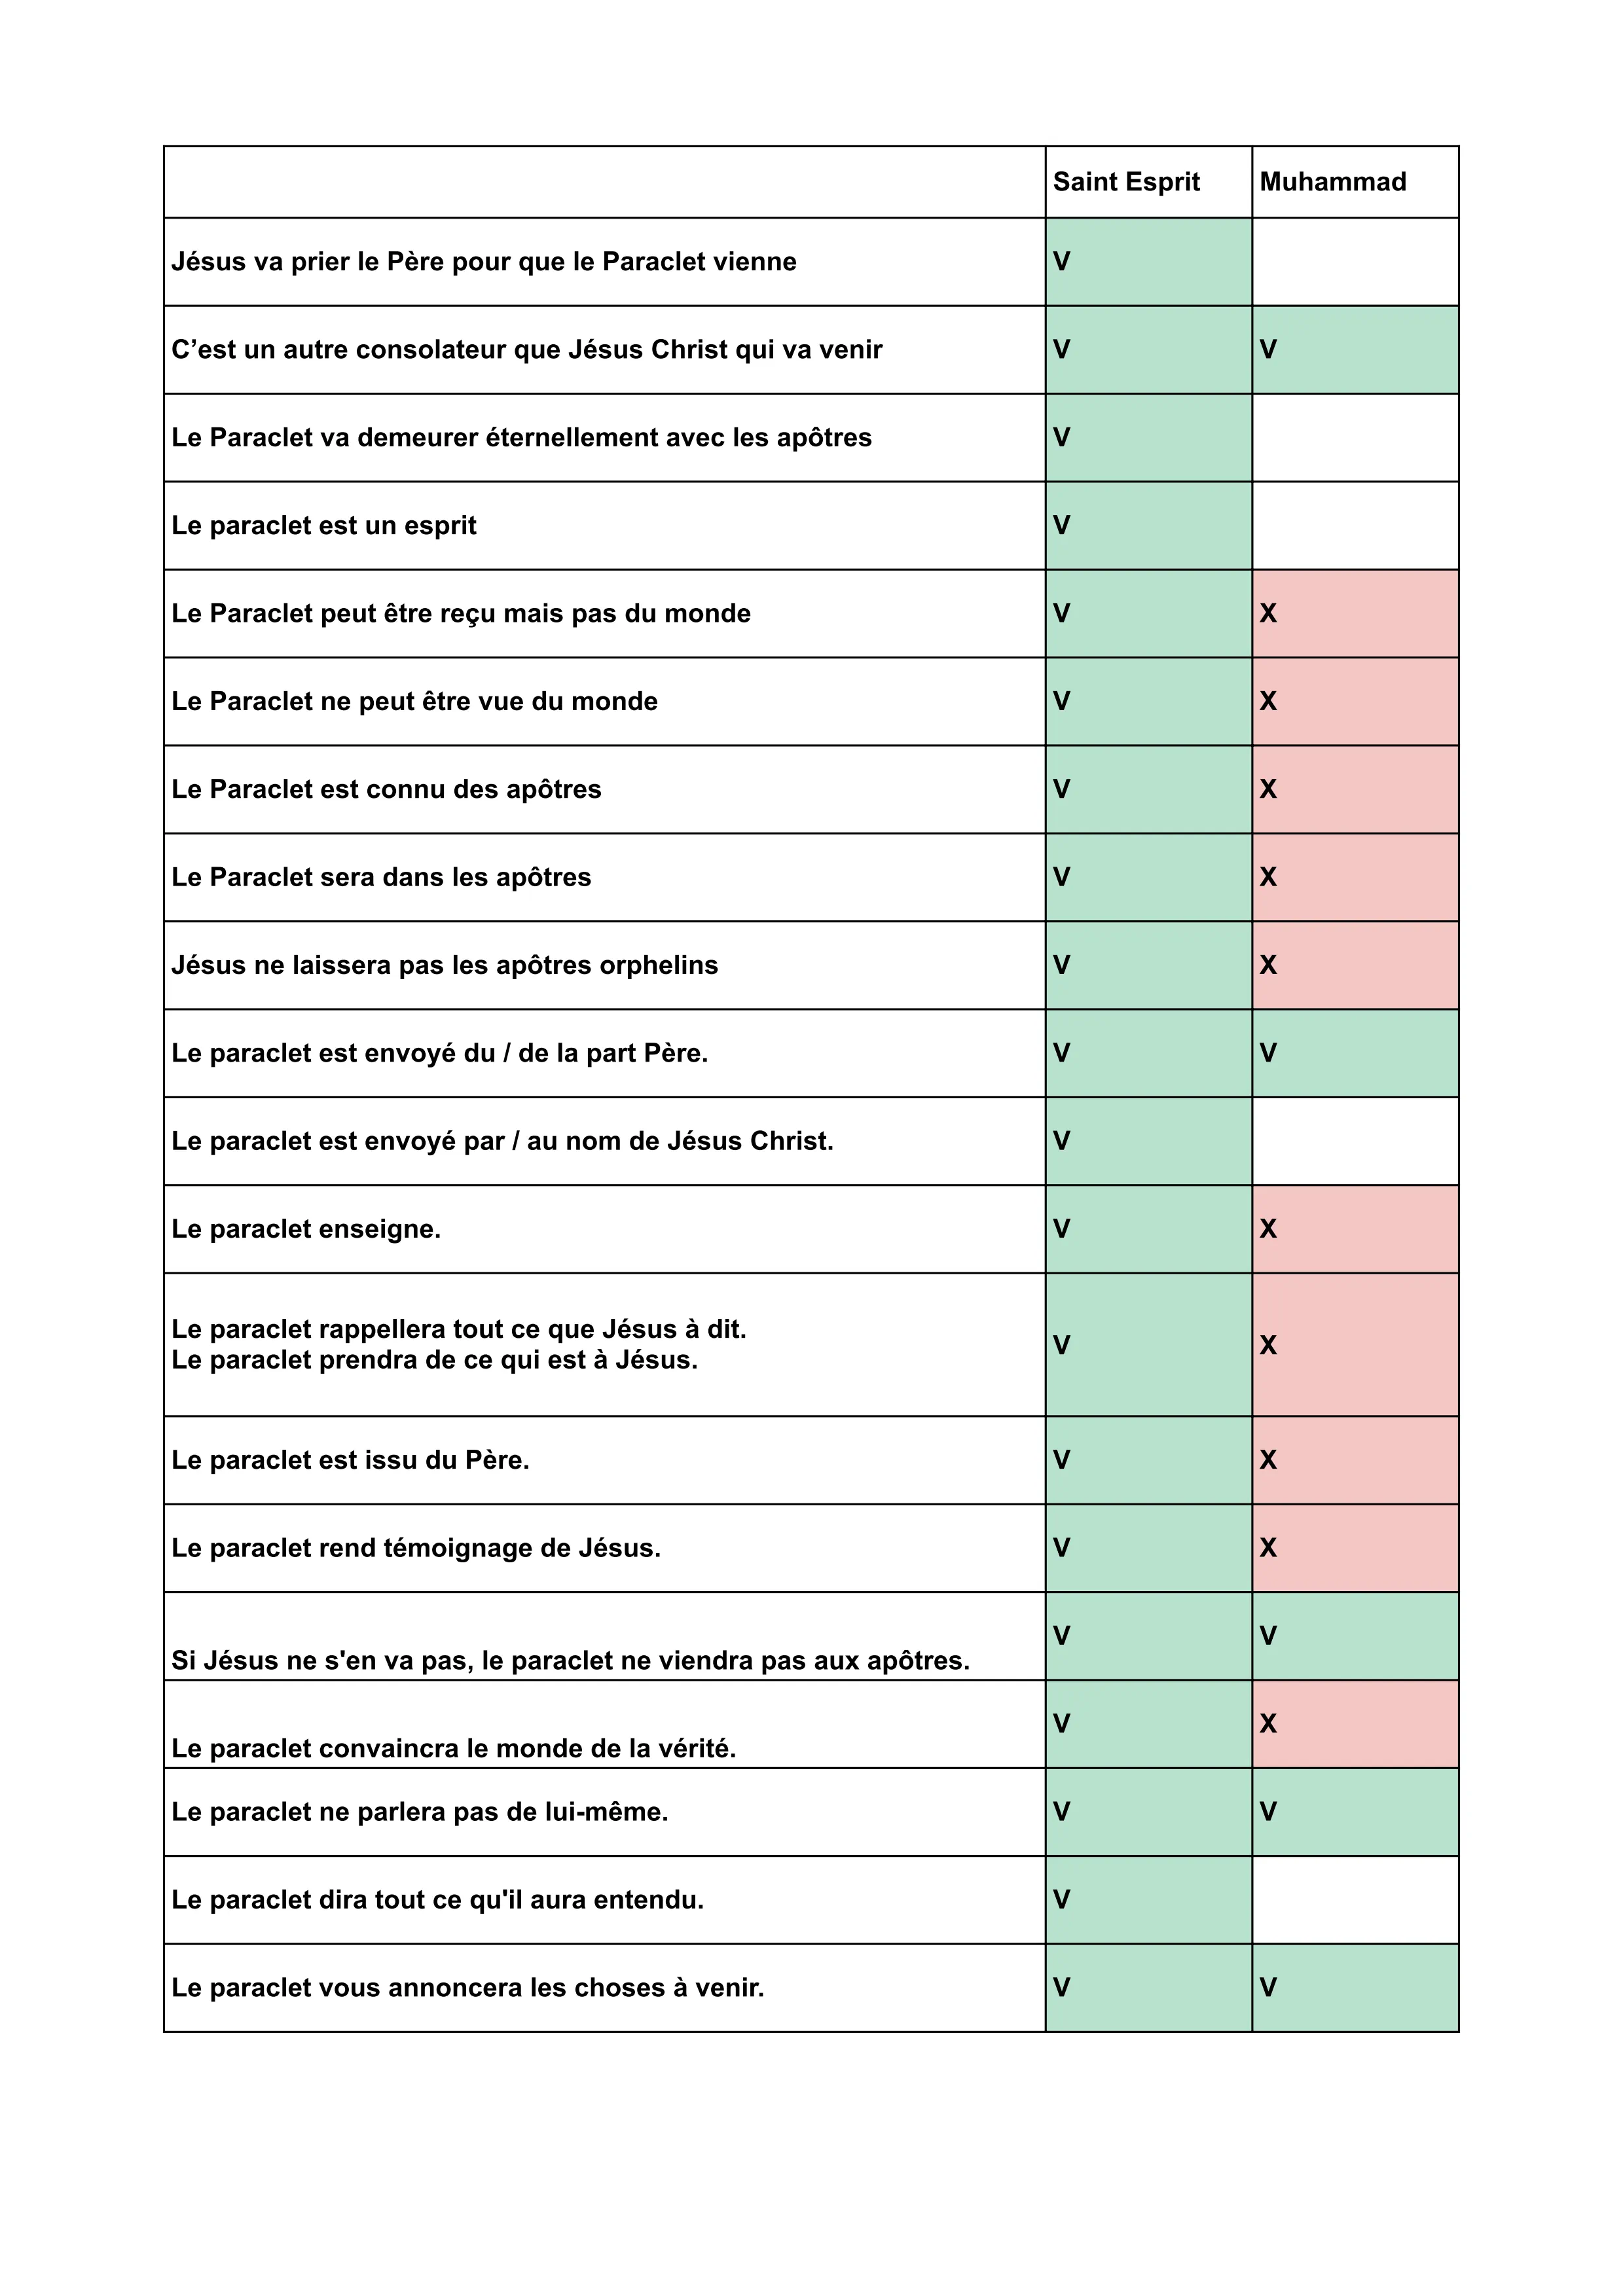 Saint Esprit Muhammad
Jésus va prier le Père pour que le Paraclet vienne V
C’est un autre consolateur que Jésus Christ qui va venir V V
Le Paraclet va demeurer éternellement avec les apôtres V
Le paraclet est un esprit V
Le Paraclet peut être reçu mais pas du monde V X
Le Paraclet ne peut être vue du monde V X
Le Paraclet est connu des apôtres V X
Le Paraclet sera dans les apôtres V X
Jésus ne laissera pas les apôtres orphelins V X
Le paraclet est envoyé du / de la part Père. V V
Le paraclet est envoyé par / au nom de Jésus Christ. V
Le paraclet enseigne. V X
Le paraclet rappellera tout ce que Jésus à dit.
Le paraclet prendra de ce qui est à Jésus. V X
Le paraclet est issu du Père. V X
Le paraclet rend témoignage de Jésus. V X
Si Jésus ne s'en va pas, le paraclet ne viendra pas aux apôtres. V V
Le paraclet convaincra le monde de la vérité. V X
Le paraclet ne parlera pas de lui-même. V V
Le paraclet dira tout ce qu'il aura entendu. V
Le paraclet vous annoncera les choses à venir. V V